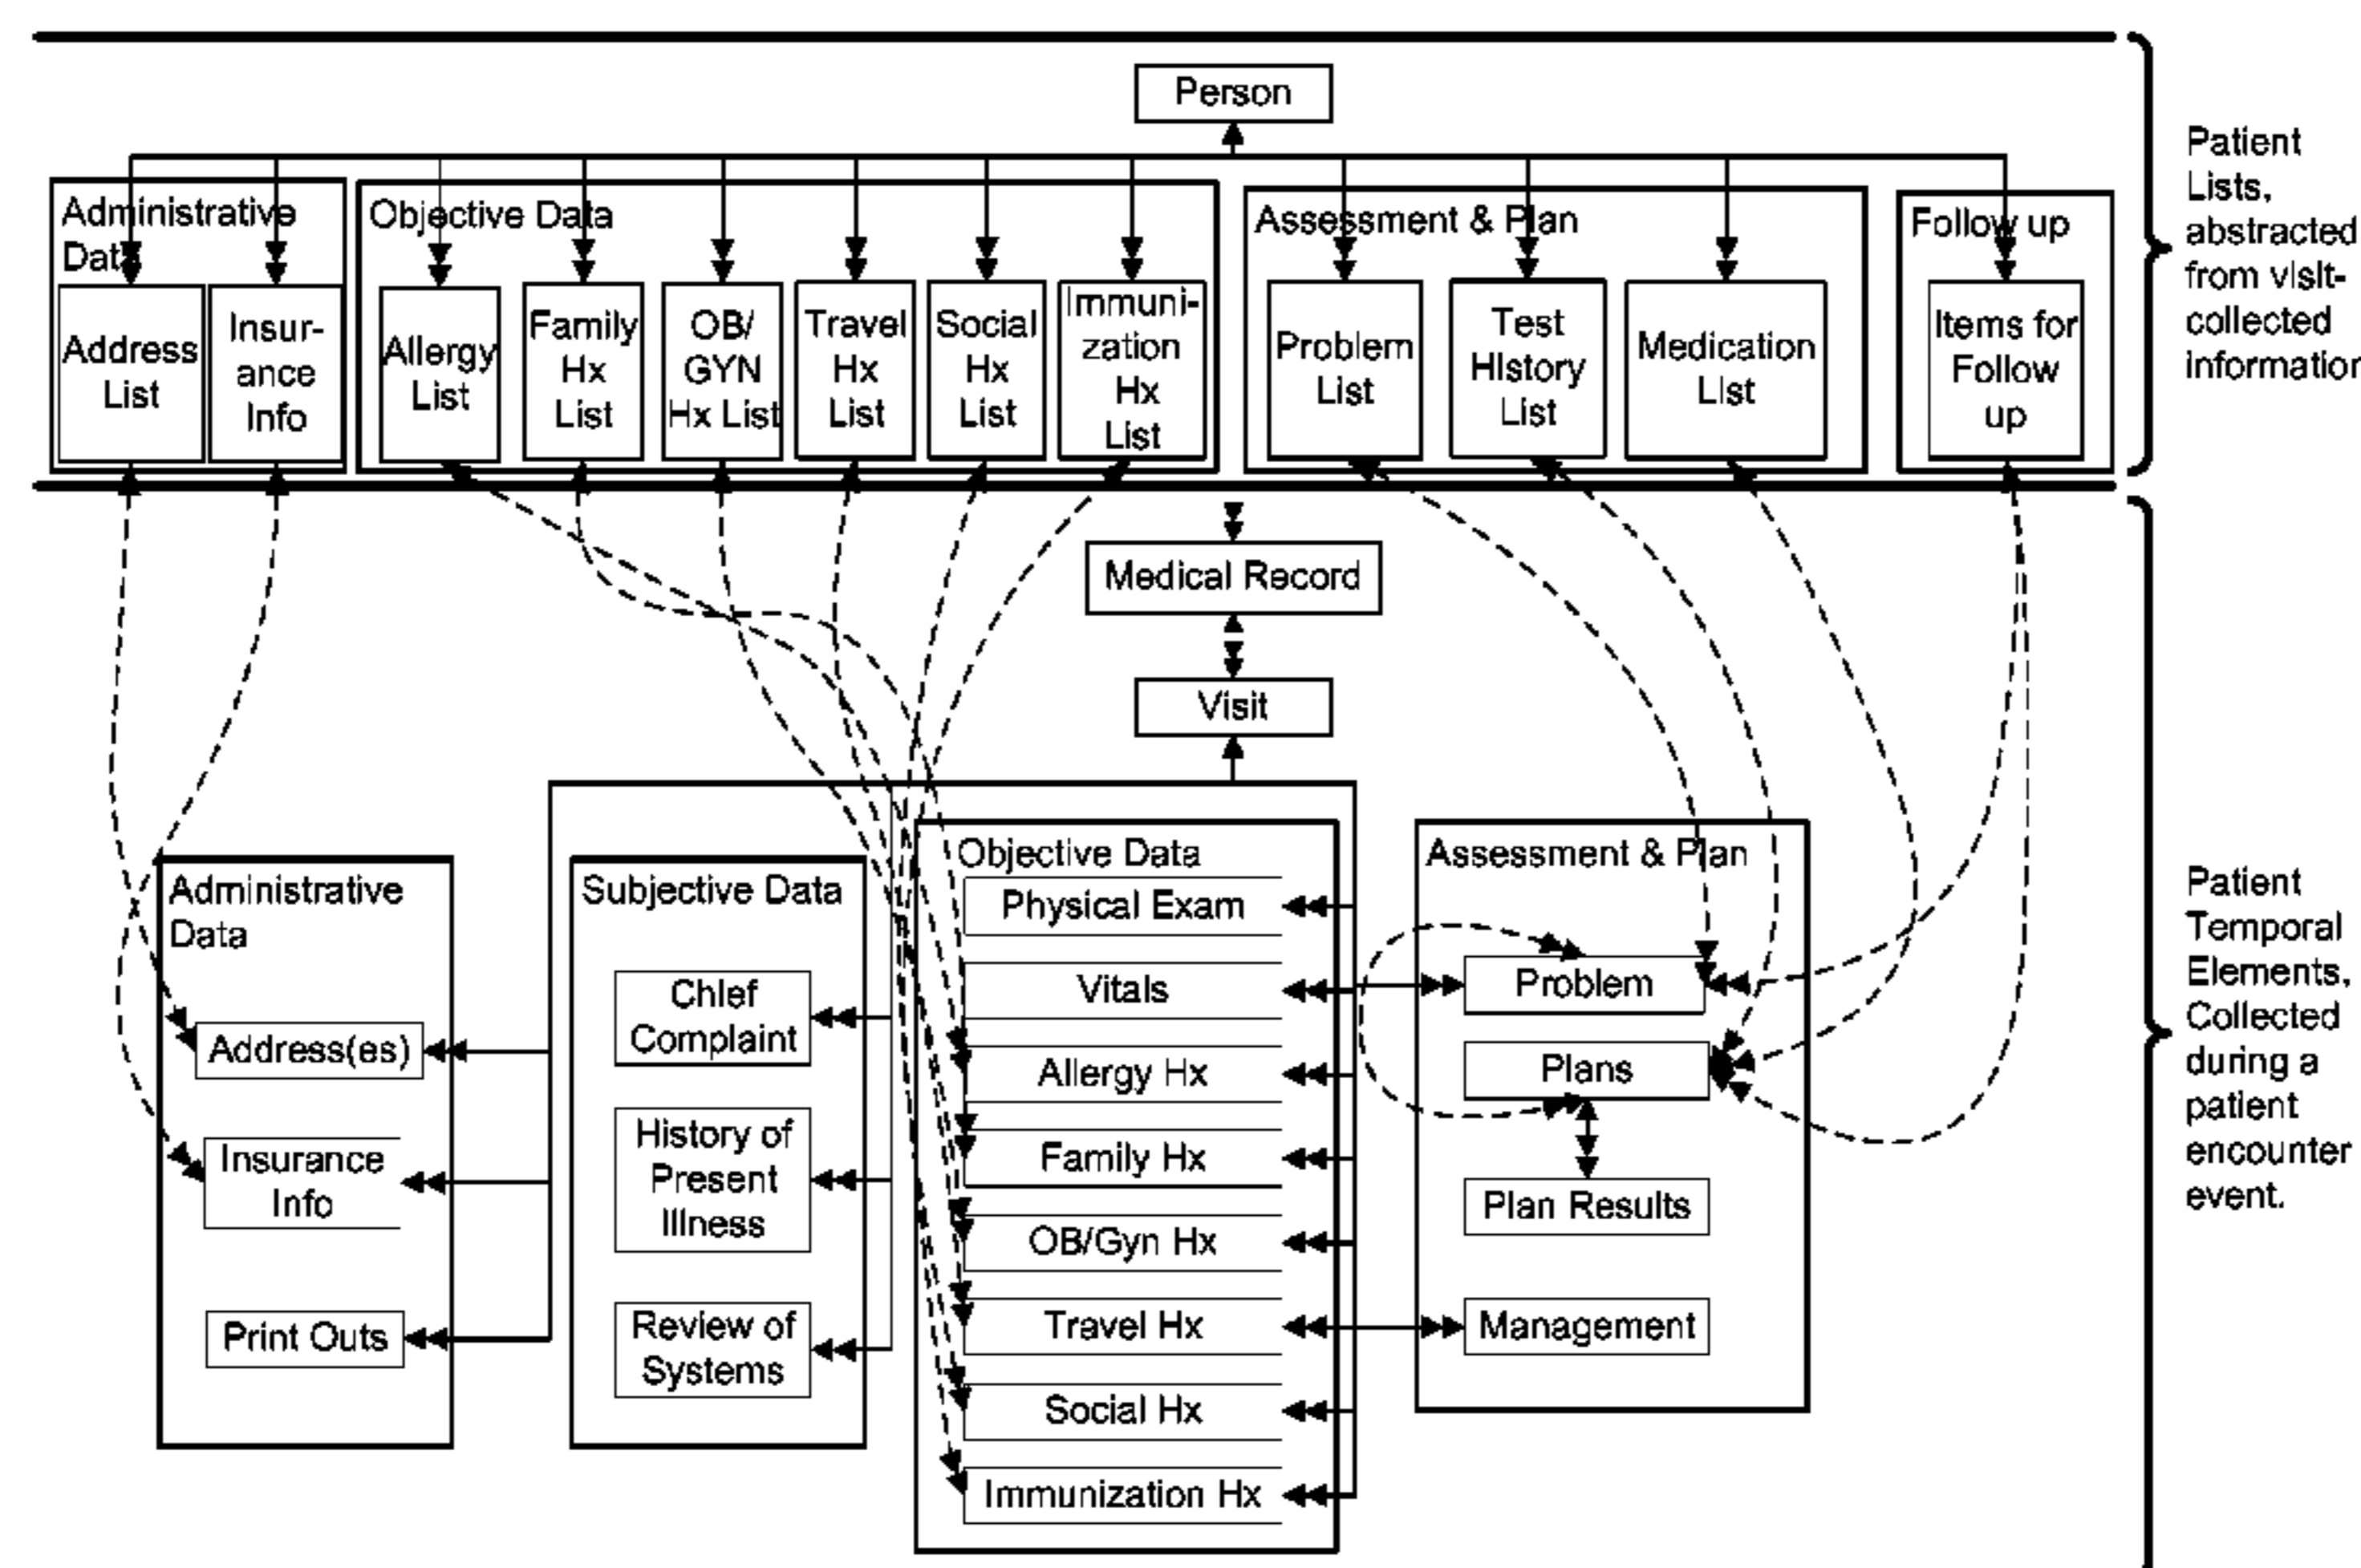 Person
Patient
Lists,
abstracted
from visit-
collected
information
Administrative
Data
Objective Data
Assessment & Plan
Follow up
Address
List
Insur-
ance
Info
Allergy
List
Family
Hx
List
OB/
GYN
Hx List
Travel
Hx
List
Social
Hx
List
Immuni-
zation
Hx
List
Problem
List
Test
History
List
Medication
List
Items for
Follow
up
Medical Record
Visit
Administrative
Data
Address(es)
Insurance
Info
Print Outs
Subjective Data
Chief
Complaint
History of
Present
Illness
Review of
Systems
Objective Data
Physical Exam
Vitals
Allergy Hx
Family Hx
OB/Gyn Hx
Travel Hx
Social Hx
Immunization Hx
Assessment & Plan
Problem
Plans
Plan Results
Management
Patient
Temporal
Elements,
Collected
during a
patient
encounter
event.